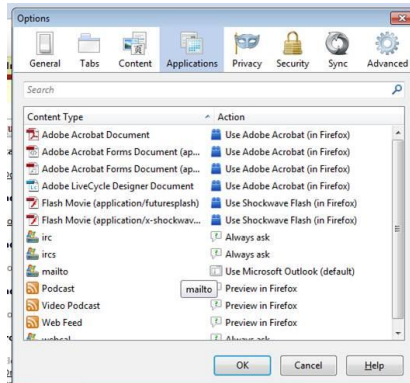 Options
General Tabs Content Applications Privacy Security Sync Advanced
Search
Content Type Action
Adobe Acrobat Document Use Adobe Acrobat (in Firefox)
Adobe Acrobat Forms Document (ap... Use Adobe Acrobat (in Firefox)
Adobe Acrobat Forms Document (ap... Use Adobe Acrobat (in Firefox)
Adobe LiveCycle Designer Document Use Adobe Acrobat (in Firefox)
Flash Movie (application/futuresplash) Use Shockwave Flash (in Firefox)
Flash Movie (application/x-shockwav... Use Shockwave Flash (in Firefox)
irc Always ask
ircs Always ask
mailto Use Microsoft Outlook (default)
Podcast mailto Preview in Firefox
Video Podcast Preview in Firefox
Web Feed Preview in Firefox
webcal Always ask
OK Cancel Help